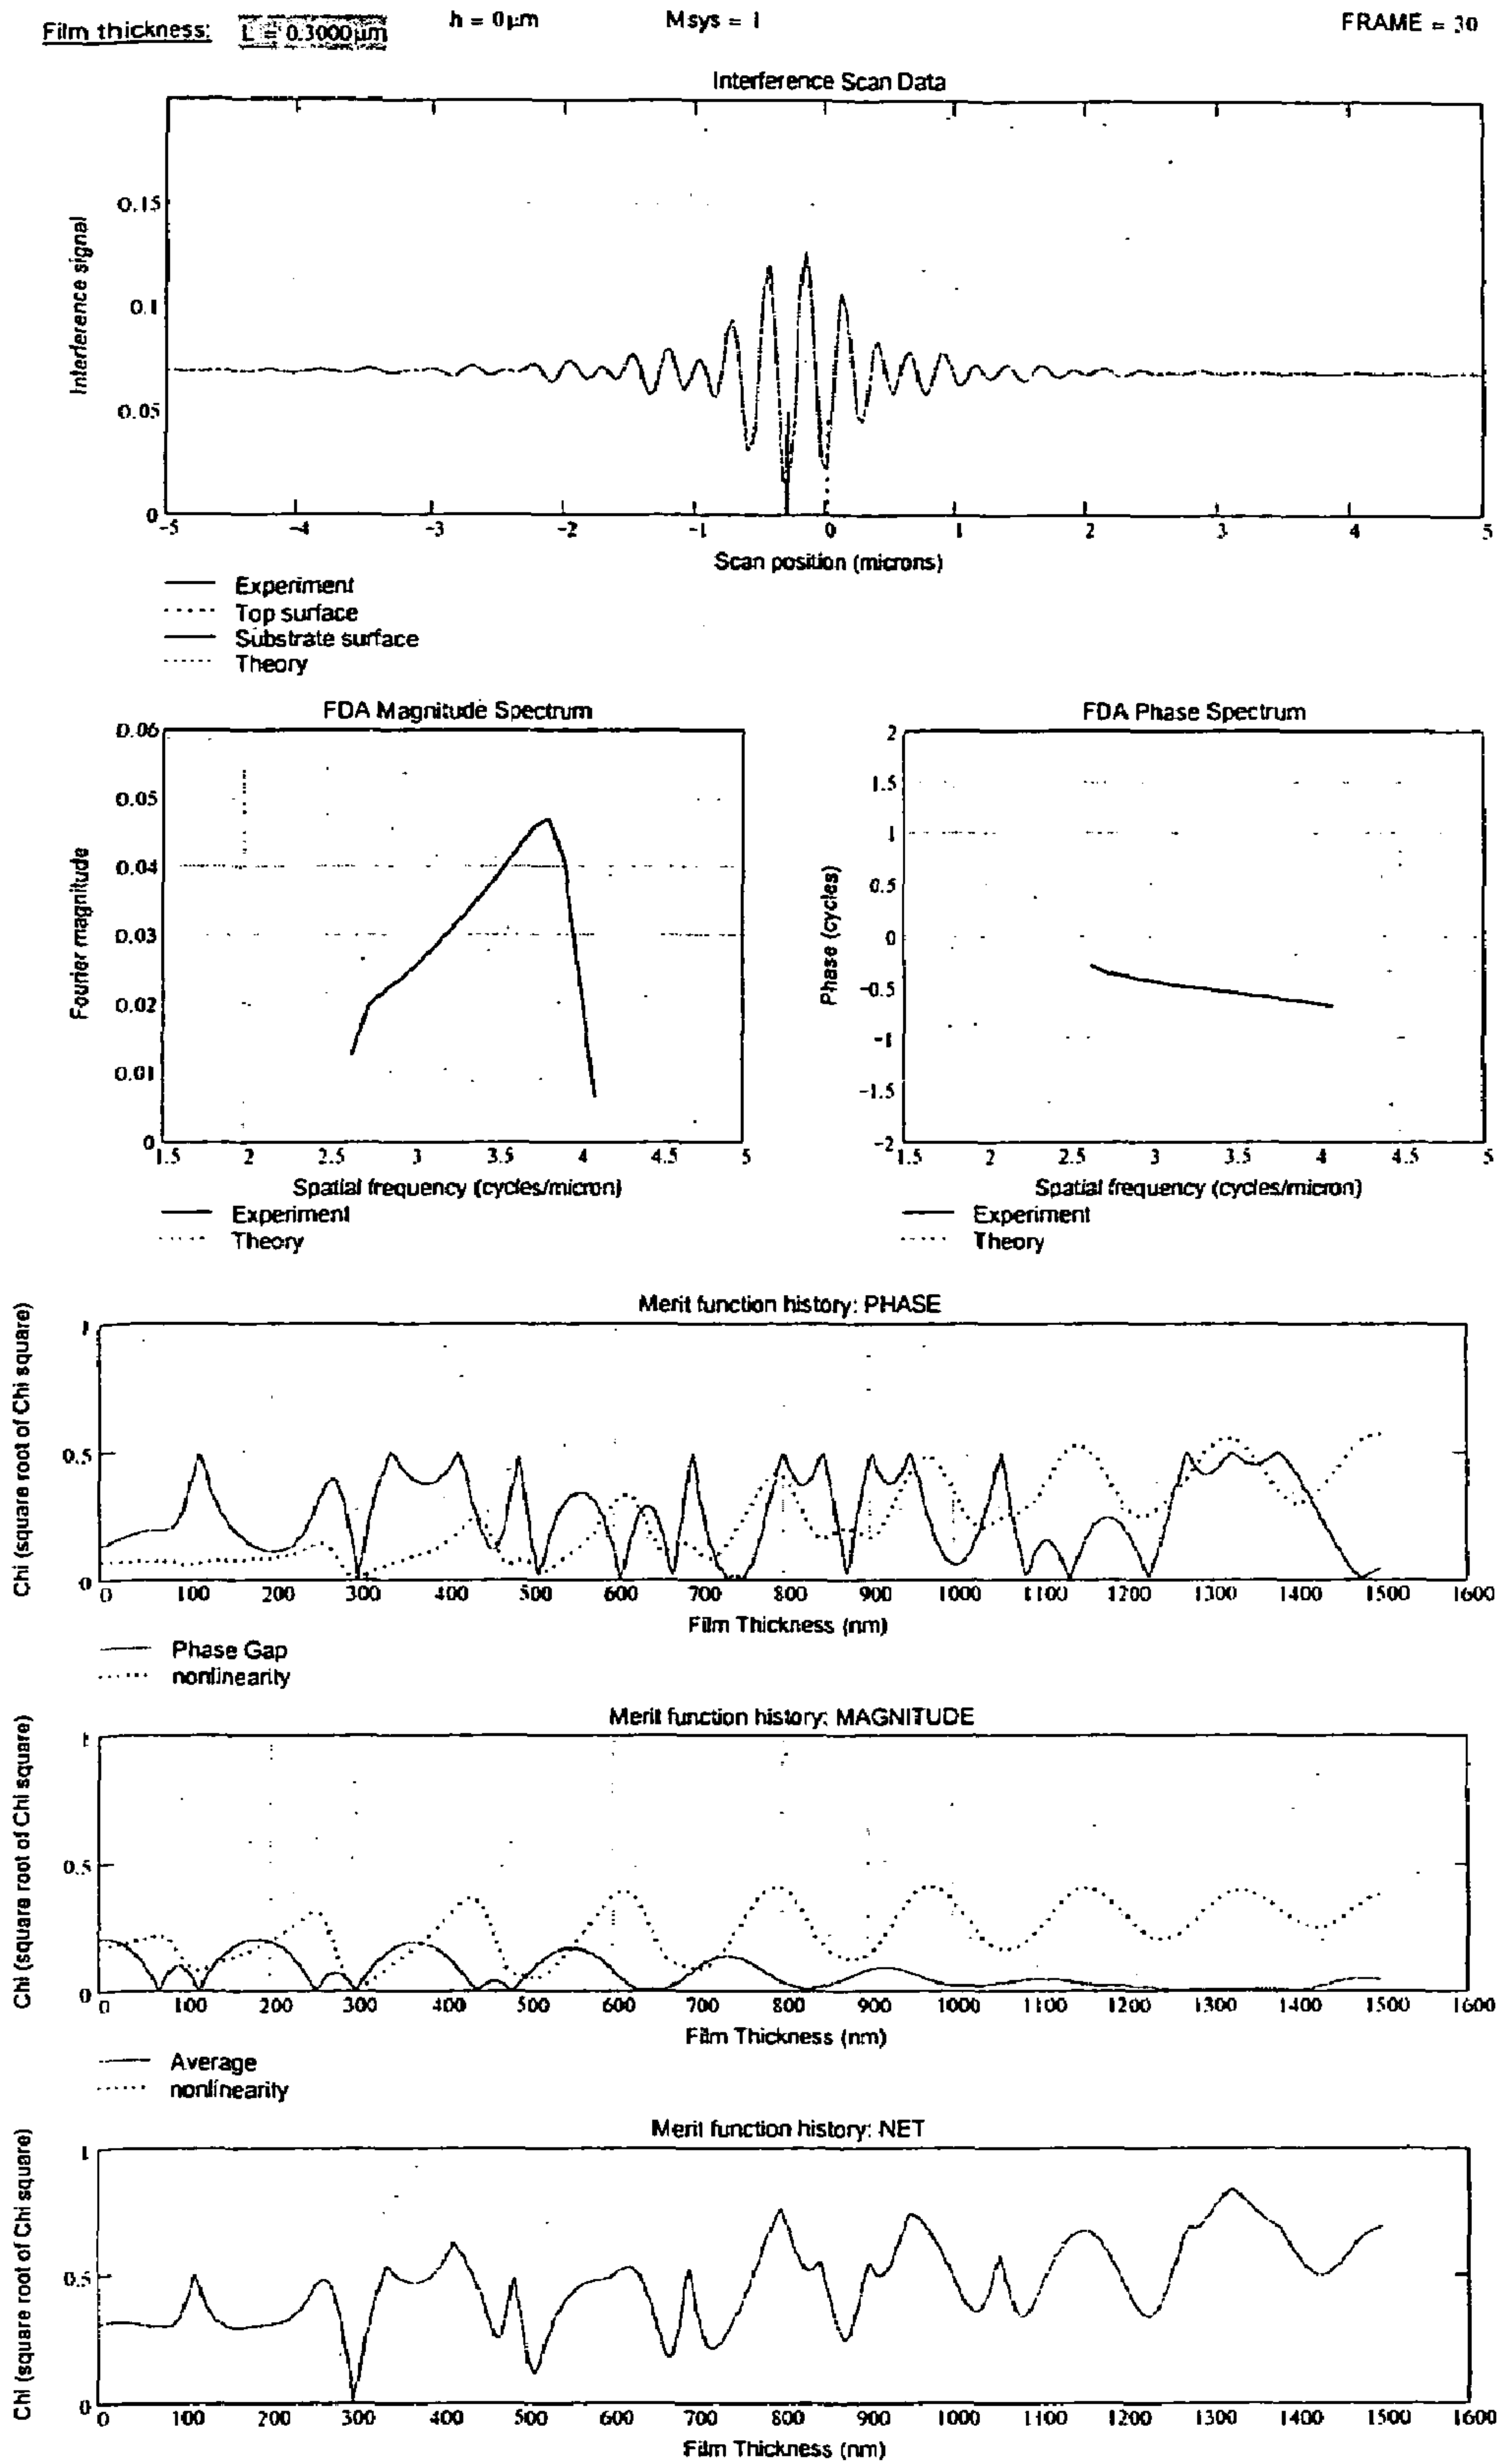 Film thickness: L = 0.3000µm h = 0µm Msys = 1 FRAME = 30
Interference Scan Data
Interference signal
0.15
0.1
0.05
0
-5 -4 -3 -2 -1 0 1 2 3 4 5
Scan position (microns)
Experiment
Top surface
Substrate surface
Theory
FDA Magnitude Spectrum
Fourier magnitude
0.06
0.05
0.04
0.03
0.02
0.01
0
1.5 2 2.5 3 3.5 4 4.5 5
Spatial frequency (cycles/micron)
Experiment
Theory
FDA Phase Spectrum
Phase (cycles)
2
1.5
1
0.5
0
-0.5
-1
-1.5
-2
1.5 2 2.5 3 3.5 4 4.5 5
Spatial frequency (cycles/micron)
Experiment
Theory
Merit function history: PHASE
Chi (square root of Chi square)
1
0.5
0
0 100 200 300 400 500 600 700 800 900 1000 1100 1200 1300 1400 1500 1600
Film Thickness (nm)
Phase Gap
nonlinearity
Merit function history: MAGNITUDE
Chi (square root of Chi square)
1
0.5
0
0 100 200 300 400 500 600 700 800 900 1000 1100 1200 1300 1400 1500 1600
Film Thickness (nm)
Average
nonlinearity
Merit function history: NET
Chi (square root of Chi square)
1
0.5
0
0 100 200 300 400 500 600 700 800 900 1000 1100 1200 1300 1400 1500 1600
Film Thickness (nm)